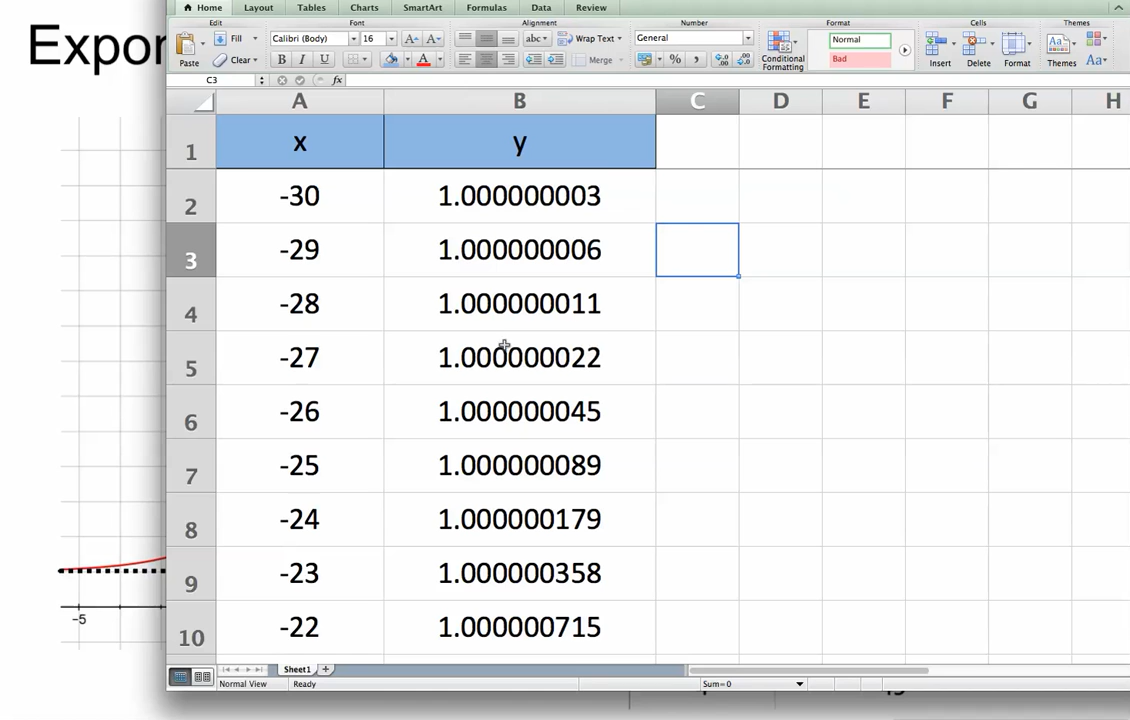 Expor
Home Layout Tables Charts SmartArt Formulas Data Review
Edit Font Alignment Number Format Cells Themes
Paste Fill Clear Calibri (Body) 16 A A abc Wrap Text General Conditional Formatting Normal Insert Delete Format Themes Aa
B I U A Merge % Bad
C3 fx
A B C D E F G H
1 x y
2 -30 1.000000003
3 -29 1.000000006
4 -28 1.000000011
5 -27 1.000000022
6 -26 1.000000045
7 -25 1.000000089
8 -24 1.000000179
9 -23 1.000000358
10 -22 1.000000715
-5
Sheet1
Normal View Ready Sum=0